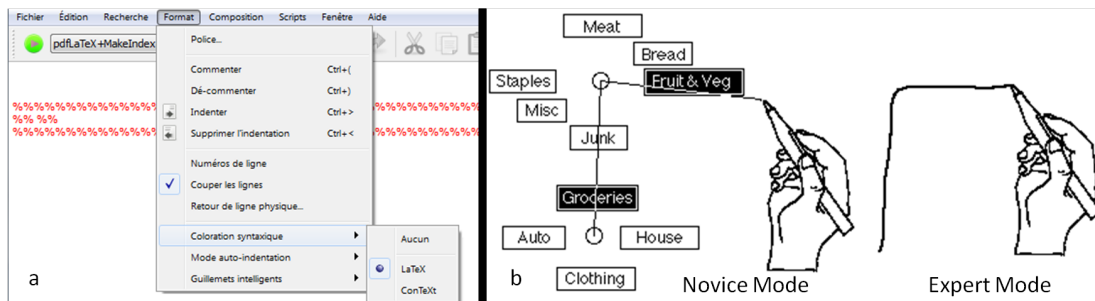 Fichier Édition Recherche Format Composition Scripts Fenêtre Aide
pdfLaTeX+MakeIndex
Police...
Commenter Ctrl+(
Dé-commenter Ctrl+)
Indenter Ctrl+>
Supprimer l'indentation Ctrl+<
Numéros de ligne
Couper les lignes
Retour de ligne physique...
Coloration syntaxique
Mode auto-indentation
Guillemets intelligents
Aucun
LaTeX
ConTeXt
%%%%%%%%%%%%%%
%% %%
%%%%%%%%%%%%%%
a
Meat
Bread
Staples
Fruit & Veg
Misc
Junk
Groceries
Auto
House
Clothing
b
Novice Mode
Expert Mode